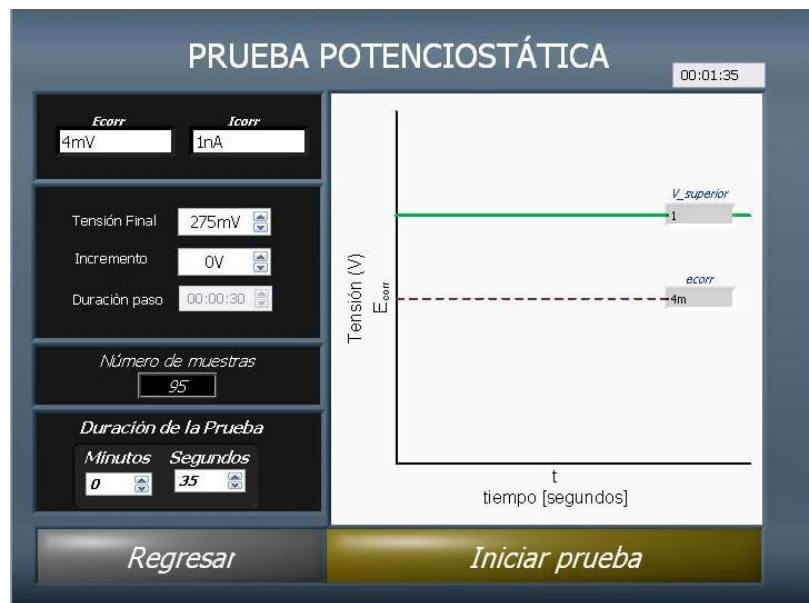 PRUEBA POTENCIOSTÁTICA
00:01:35
Ecorr Icorr
4mV 1nA
Tensión Final 275mV
Incremento 0V
Duraciòn paso 00:00:30
Número de muestras
95
Duración de la Prueba
Minutos Segundos
0 35
Tensión (V)
Ecorr
V_superior
1
ecorr
4m
t
tiempo [segundos]
Regresar
Iniciar prueba